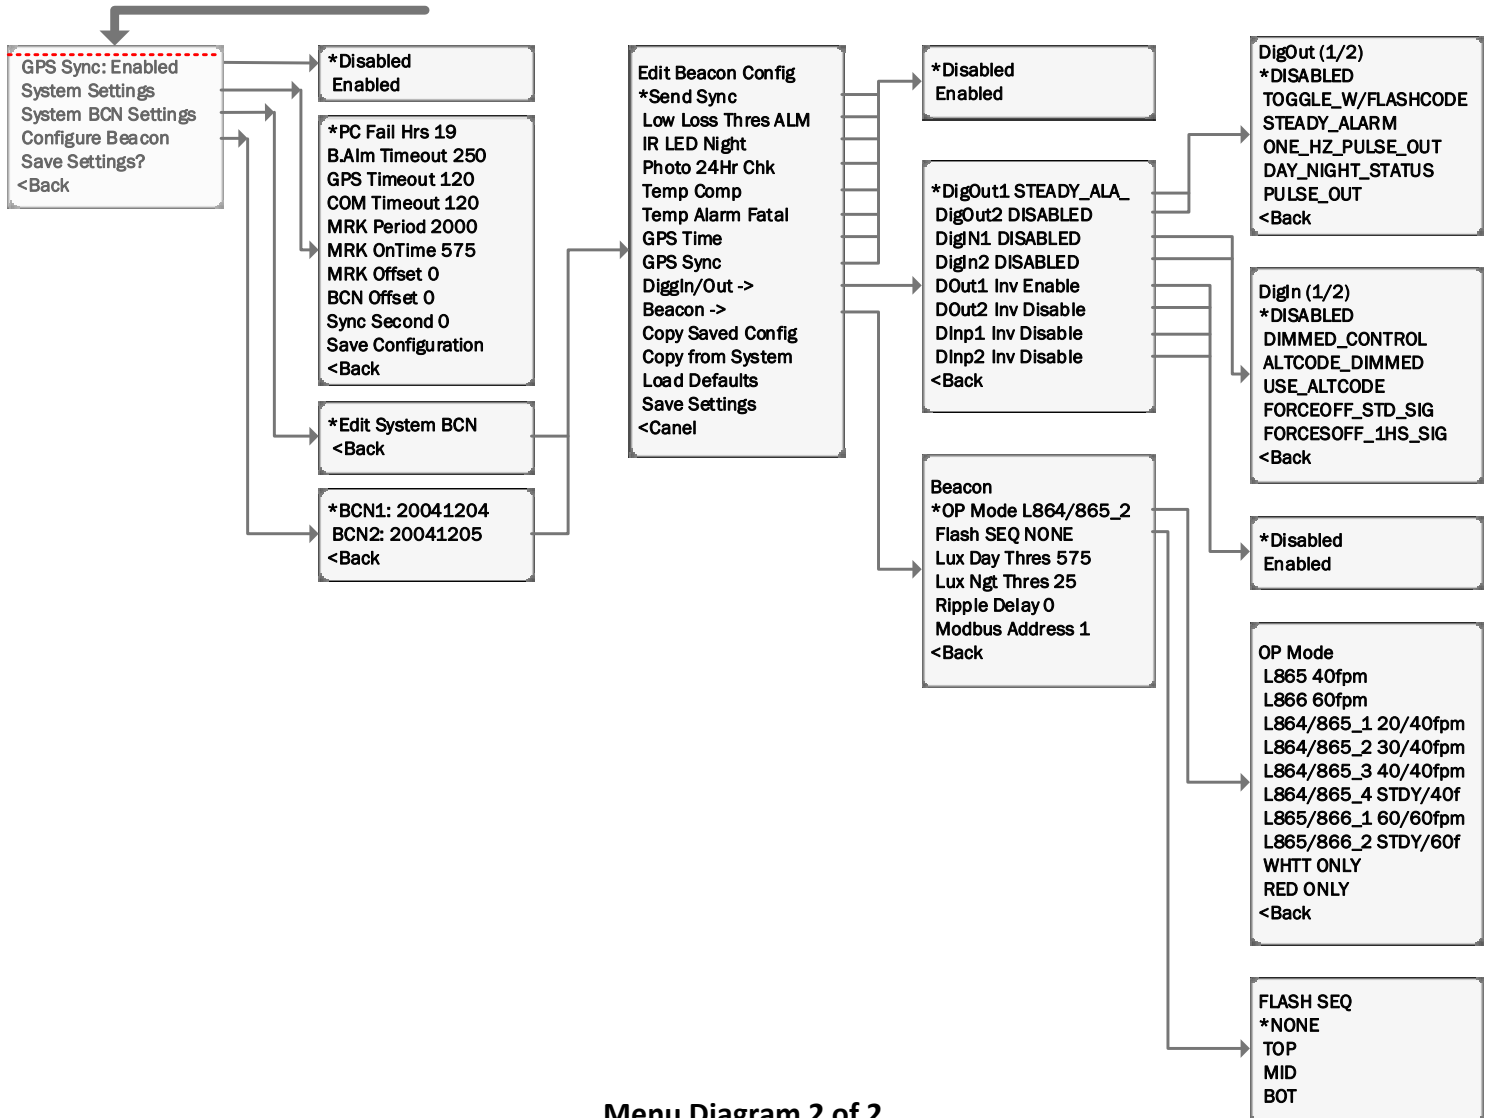 GPS Sync: Enabled
System Settings
System BCN Settings
Configure Beacon
Save Settings?
<Back
*Disabled
Enabled
*PC Fail Hrs 19
B.Alm Timeout 250
GPS Timeout 120
COM Timeout 120
MRK Period 2000
MRK OnTime 575
MRK Offset 0
BCN Offset 0
Sync Second 0
Save Configuration
<Back
*Edit System BCN
<Back
*BCN1: 20041204
BCN2: 20041205
<Back
Edit Beacon Config
*Send Sync
Low Loss Thres ALM
IR LED Night
Photo 24Hr Chk
Temp Comp
Temp Alarm Fatal
GPS Time
GPS Sync
DiggIn/Out ->
Beacon ->
Copy Saved Config
Copy from System
Load Defaults
Save Settings
<Canel
*Disabled
Enabled
*DigOut1 STEADY_ALA_
DigOut2 DISABLED
DigIN1 DISABLED
DigIn2 DISABLED
DOut1 Inv Enable
DOut2 Inv Disable
DInp1 Inv Disable
DInp2 Inv Disable
<Back
Beacon
*OP Mode L864/865_2
Flash SEQ NONE
Lux Day Thres 575
Lux Ngt Thres 25
Ripple Delay 0
Modbus Address 1
<Back
DigOut (1/2)
*DISABLED
TOGGLE_W/FLASHCODE
STEADY_ALARM
ONE_HZ_PULSE_OUT
DAY_NIGHT_STATUS
PULSE_OUT
<Back
DigIn (1/2)
*DISABLED
DIMMED_CONTROL
ALTCODE_DIMMED
USE_ALTCODE
FORCEOFF_STD_SIG
FORCESOFF_1HS_SIG
<Back
*Disabled
Enabled
OP Mode
L865 40fpm
L866 60fpm
L864/865_1 20/40fpm
L864/865_2 30/40fpm
L864/865_3 40/40fpm
L864/865_4 STDY/40f
L865/866_1 60/60fpm
L865/866_2 STDY/60f
WHTT ONLY
RED ONLY
<Back
FLASH SEQ
*NONE
TOP
MID
BOT
Menu Diagram 2 of 2